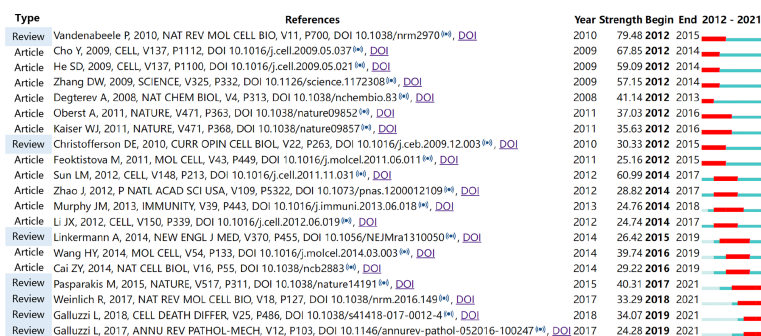 Type References Year Strength Begin End 2012 - 2021
Review Vandenabeele P, 2010, NAT REV MOL CELL BIO, V11, P700, DOI 10.1038/nrm2970, DOI 2010 79.48 2012 2015
Article Cho Y, 2009, CELL, V137, P1112, DOI 10.1016/j.cell.2009.05.037, DOI 2009 67.85 2012 2014
Article He SD, 2009, CELL, V137, P1100, DOI 10.1016/j.cell.2009.05.021, DOI 2009 59.09 2012 2014
Article Zhang DW, 2009, SCIENCE, V325, P332, DOI 10.1126/science.1172308, DOI 2009 57.15 2012 2014
Article Degterev A, 2008, NAT CHEM BIOL, V4, P313, DOI 10.1038/nchembio.83, DOI 2008 41.14 2012 2013
Article Oberst A, 2011, NATURE, V471, P363, DOI 10.1038/nature09852, DOI 2011 37.03 2012 2016
Article Kaiser WJ, 2011, NATURE, V471, P368, DOI 10.1038/nature09857, DOI 2011 35.63 2012 2016
Review Christofferson DE, 2010, CURR OPIN CELL BIOL, V22, P263, DOI 10.1016/j.ceb.2009.12.003, DOI 2010 30.33 2012 2015
Article Feoktistova M, 2011, MOL CELL, V43, P449, DOI 10.1016/j.molcel.2011.06.011, DOI 2011 25.16 2012 2015
Article Sun LM, 2012, CELL, V148, P213, DOI 10.1016/j.cell.2011.11.031, DOI 2012 60.99 2014 2017
Article Zhao J, 2012, P NATL ACAD SCI USA, V109, P5322, DOI 10.1073/pnas.1200012109, DOI 2012 28.82 2014 2017
Article Murphy JM, 2013, IMMUNITY, V39, P443, DOI 10.1016/j.immuni.2013.06.018, DOI 2013 24.76 2014 2018
Article Li JX, 2012, CELL, V150, P339, DOI 10.1016/j.cell.2012.06.019, DOI 2012 24.74 2014 2017
Review Linkermann A, 2014, NEW ENGL J MED, V370, P455, DOI 10.1056/NEJMra1310050, DOI 2014 26.42 2015 2019
Article Wang HY, 2014, MOL CELL, V54, P133, DOI 10.1016/j.molcel.2014.03.003, DOI 2014 39.74 2016 2019
Article Cai ZY, 2014, NAT CELL BIOL, V16, P55, DOI 10.1038/ncb2883, DOI 2014 29.22 2016 2019
Review Pasparakis M, 2015, NATURE, V517, P311, DOI 10.1038/nature14191, DOI 2015 40.31 2017 2021
Review Weinlich R, 2017, NAT REV MOL CELL BIO, V18, P127, DOI 10.1038/nrm.2016.149, DOI 2017 33.29 2018 2021
Review Galluzzi L, 2018, CELL DEATH DIFFER, V25, P486, DOI 10.1038/s41418-017-0012-4, DOI 2018 34.07 2019 2021
Review Galluzzi L, 2017, ANNU REV PATHOL-MECH, V12, P103, DOI 10.1146/annurev-pathol-052016-100247, DOI 2017 24.28 2019 2021